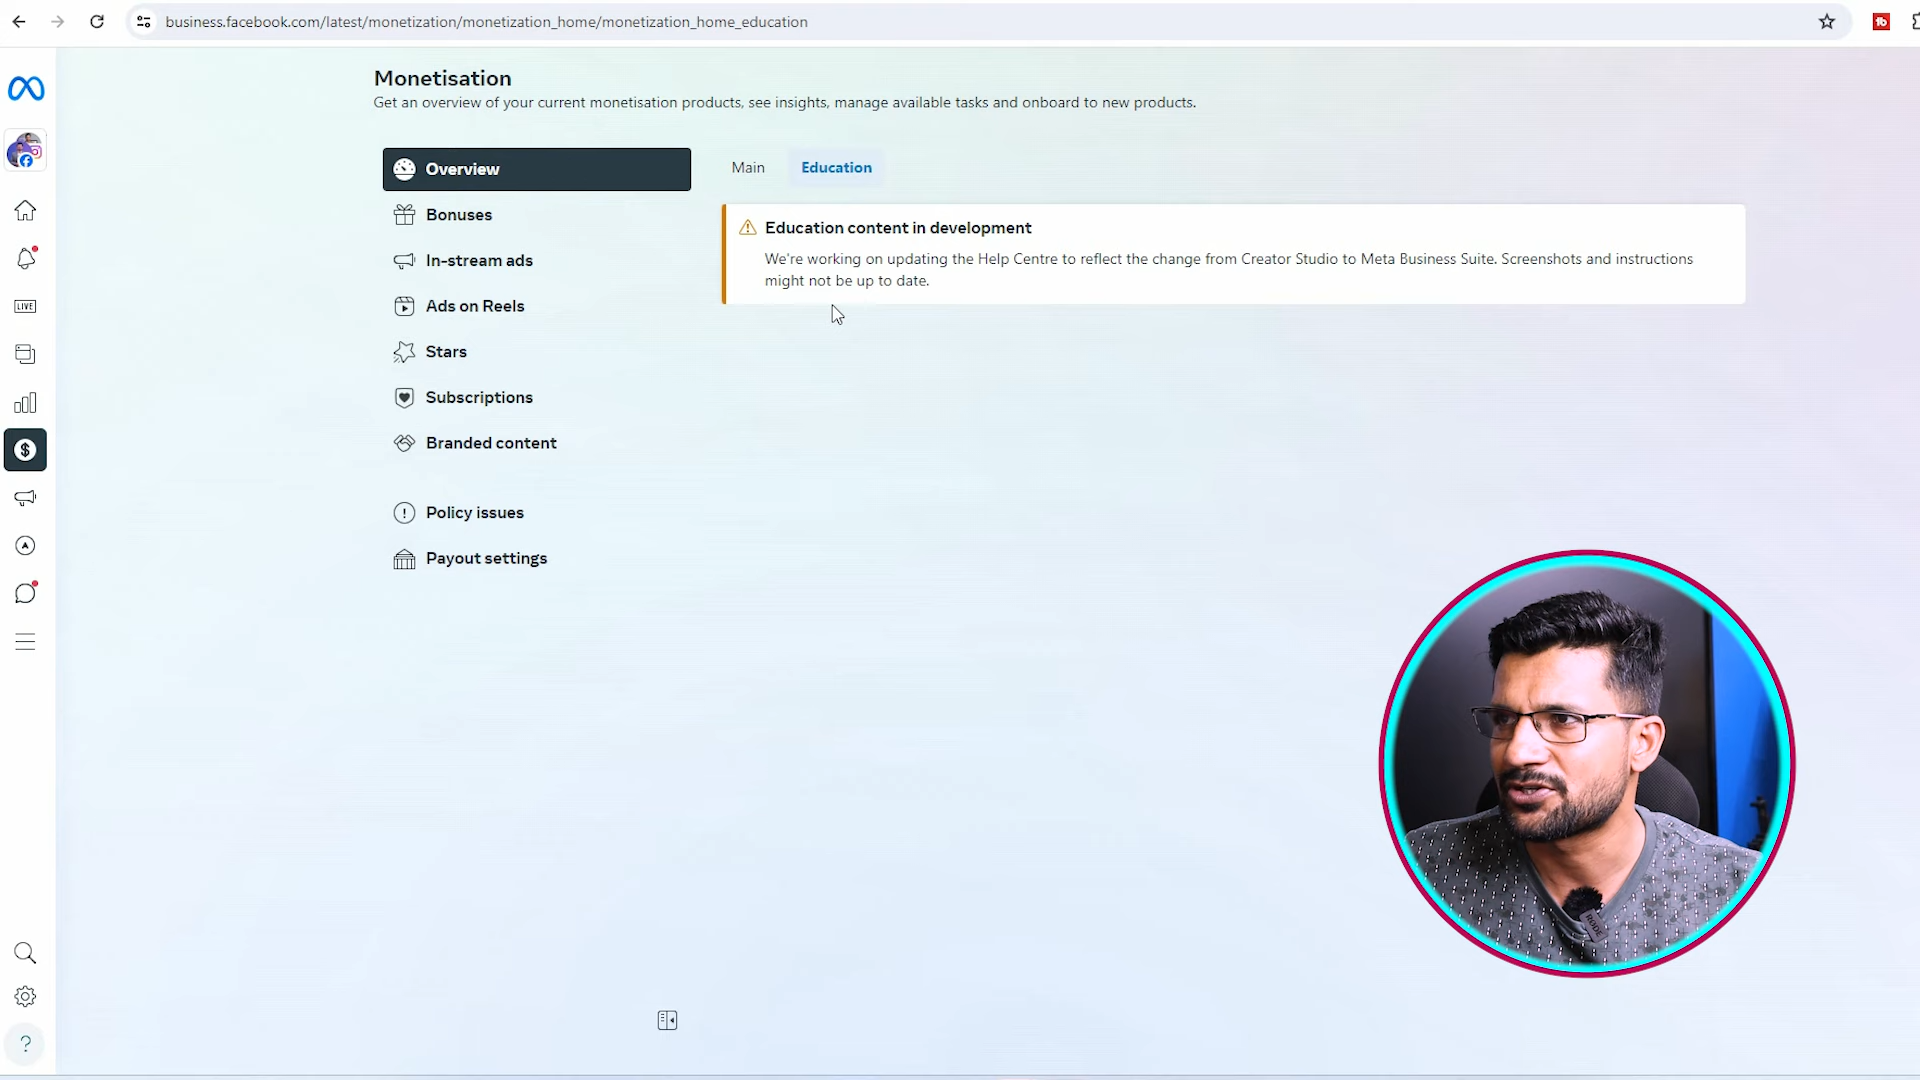 business.facebook.com/latest/monetization/monetization_home/monetization_home_education
Monetisation
Get an overview of your current monetisation products, see insights, manage available tasks and onboard to new products.
Overview
Bonuses
In-stream ads
Ads on Reels
Stars
Subscriptions
Branded content
Policy issues
Payout settings
Main
Education
Education content in development
We're working on updating the Help Centre to reflect the change from Creator Studio to Meta Business Suite. Screenshots and instructions
might not be up to date.
LIVE
RODE